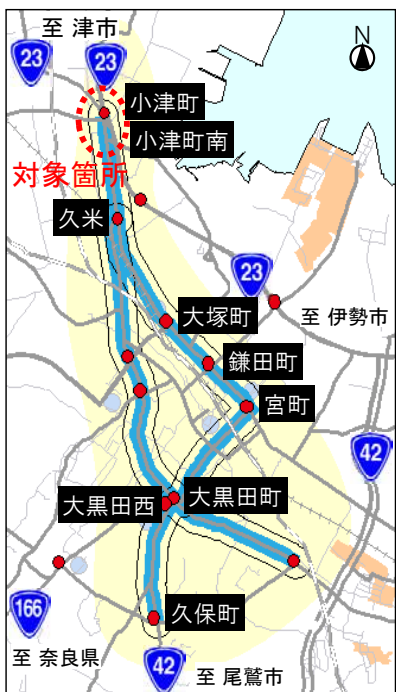 至 津市
N
23
23
小津町
小津町南
対象箇所
久米
23
大塚町
至 伊勢市
鎌田町
宮町
42
大黒田西
大黒田町
166
久保町
至 奈良県
42
至 尾鷲市